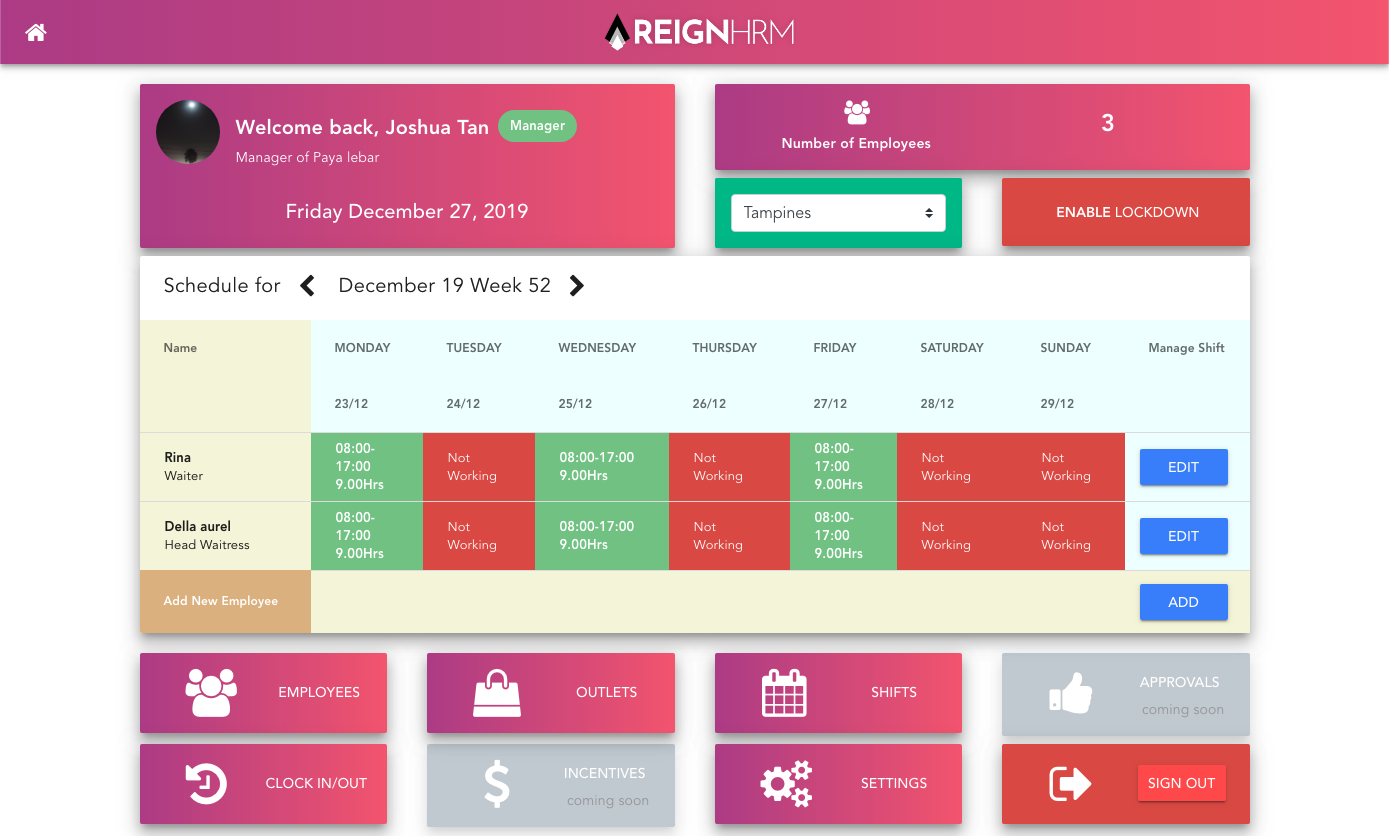 REIGNHRM
Welcome back, Joshua Tan Manager
Manager of Paya lebar
Friday December 27, 2019
Number of Employees
3
Tampines
ENABLE LOCKDOWN
Schedule for December 19 Week 52
Name MONDAY TUESDAY WEDNESDAY THURSDAY FRIDAY SATURDAY SUNDAY Manage Shift
23/12 24/12 25/12 26/12 27/12 28/12 29/12
Rina
Waiter
08:00-
17:00
9.00Hrs
Not
Working
08:00-17:00
9.00Hrs
Not
Working
08:00-
17:00
9.00Hrs
Not
Working
Not
Working
EDIT
Della aurel
Head Waitress
08:00-
17:00
9.00Hrs
Not
Working
08:00-17:00
9.00Hrs
Not
Working
08:00-
17:00
9.00Hrs
Not
Working
Not
Working
EDIT
Add New Employee
ADD
EMPLOYEES
OUTLETS
SHIFTS
APPROVALS
coming soon
CLOCK IN/OUT
INCENTIVES
coming soon
SETTINGS
SIGN OUT